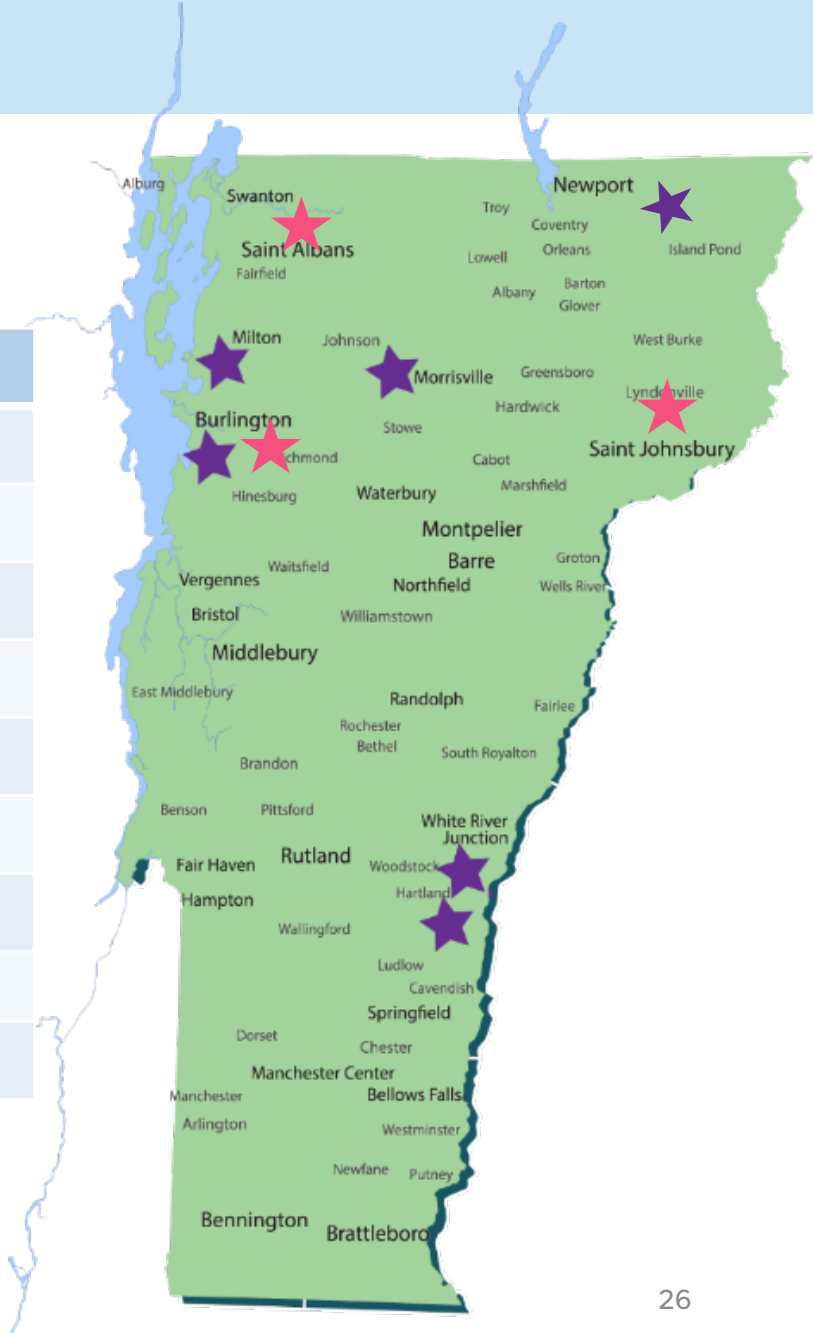 Alburg
Swanton
Newport
Troy
Coventry
Saint Albans
Lowell
Orleans
Island Pond
Fairfield
Albany
Barton
Glover
Milton
Johnson
West Burke
Morrisville
Greensboro
Lyndonville
Hardwick
Burlington
Stowe
Saint Johnsbury
chmond
Cabot
Hinesburg
Waterbury
Marshfield
Montpelier
Barre
Groton
Waitsfield
Vergennes
Northfield
Wells River
Bristol
Williamstown
Middlebury
East Middlebury
Randolph
Fairlee
Rochester
Bethel
South Royalton
Brandon
Benson
Pittsford
White River
Junction
Rutland
Fair Haven
Woodstock
Hartland
Hampton
Wallingford
Ludlow
Cavendish
Springfield
Dorset
Chester
Manchester Center
Manchester
Bellows Falls
Arlington
Westminster
Newfane
Putney
Bennington
Brattleboro
26